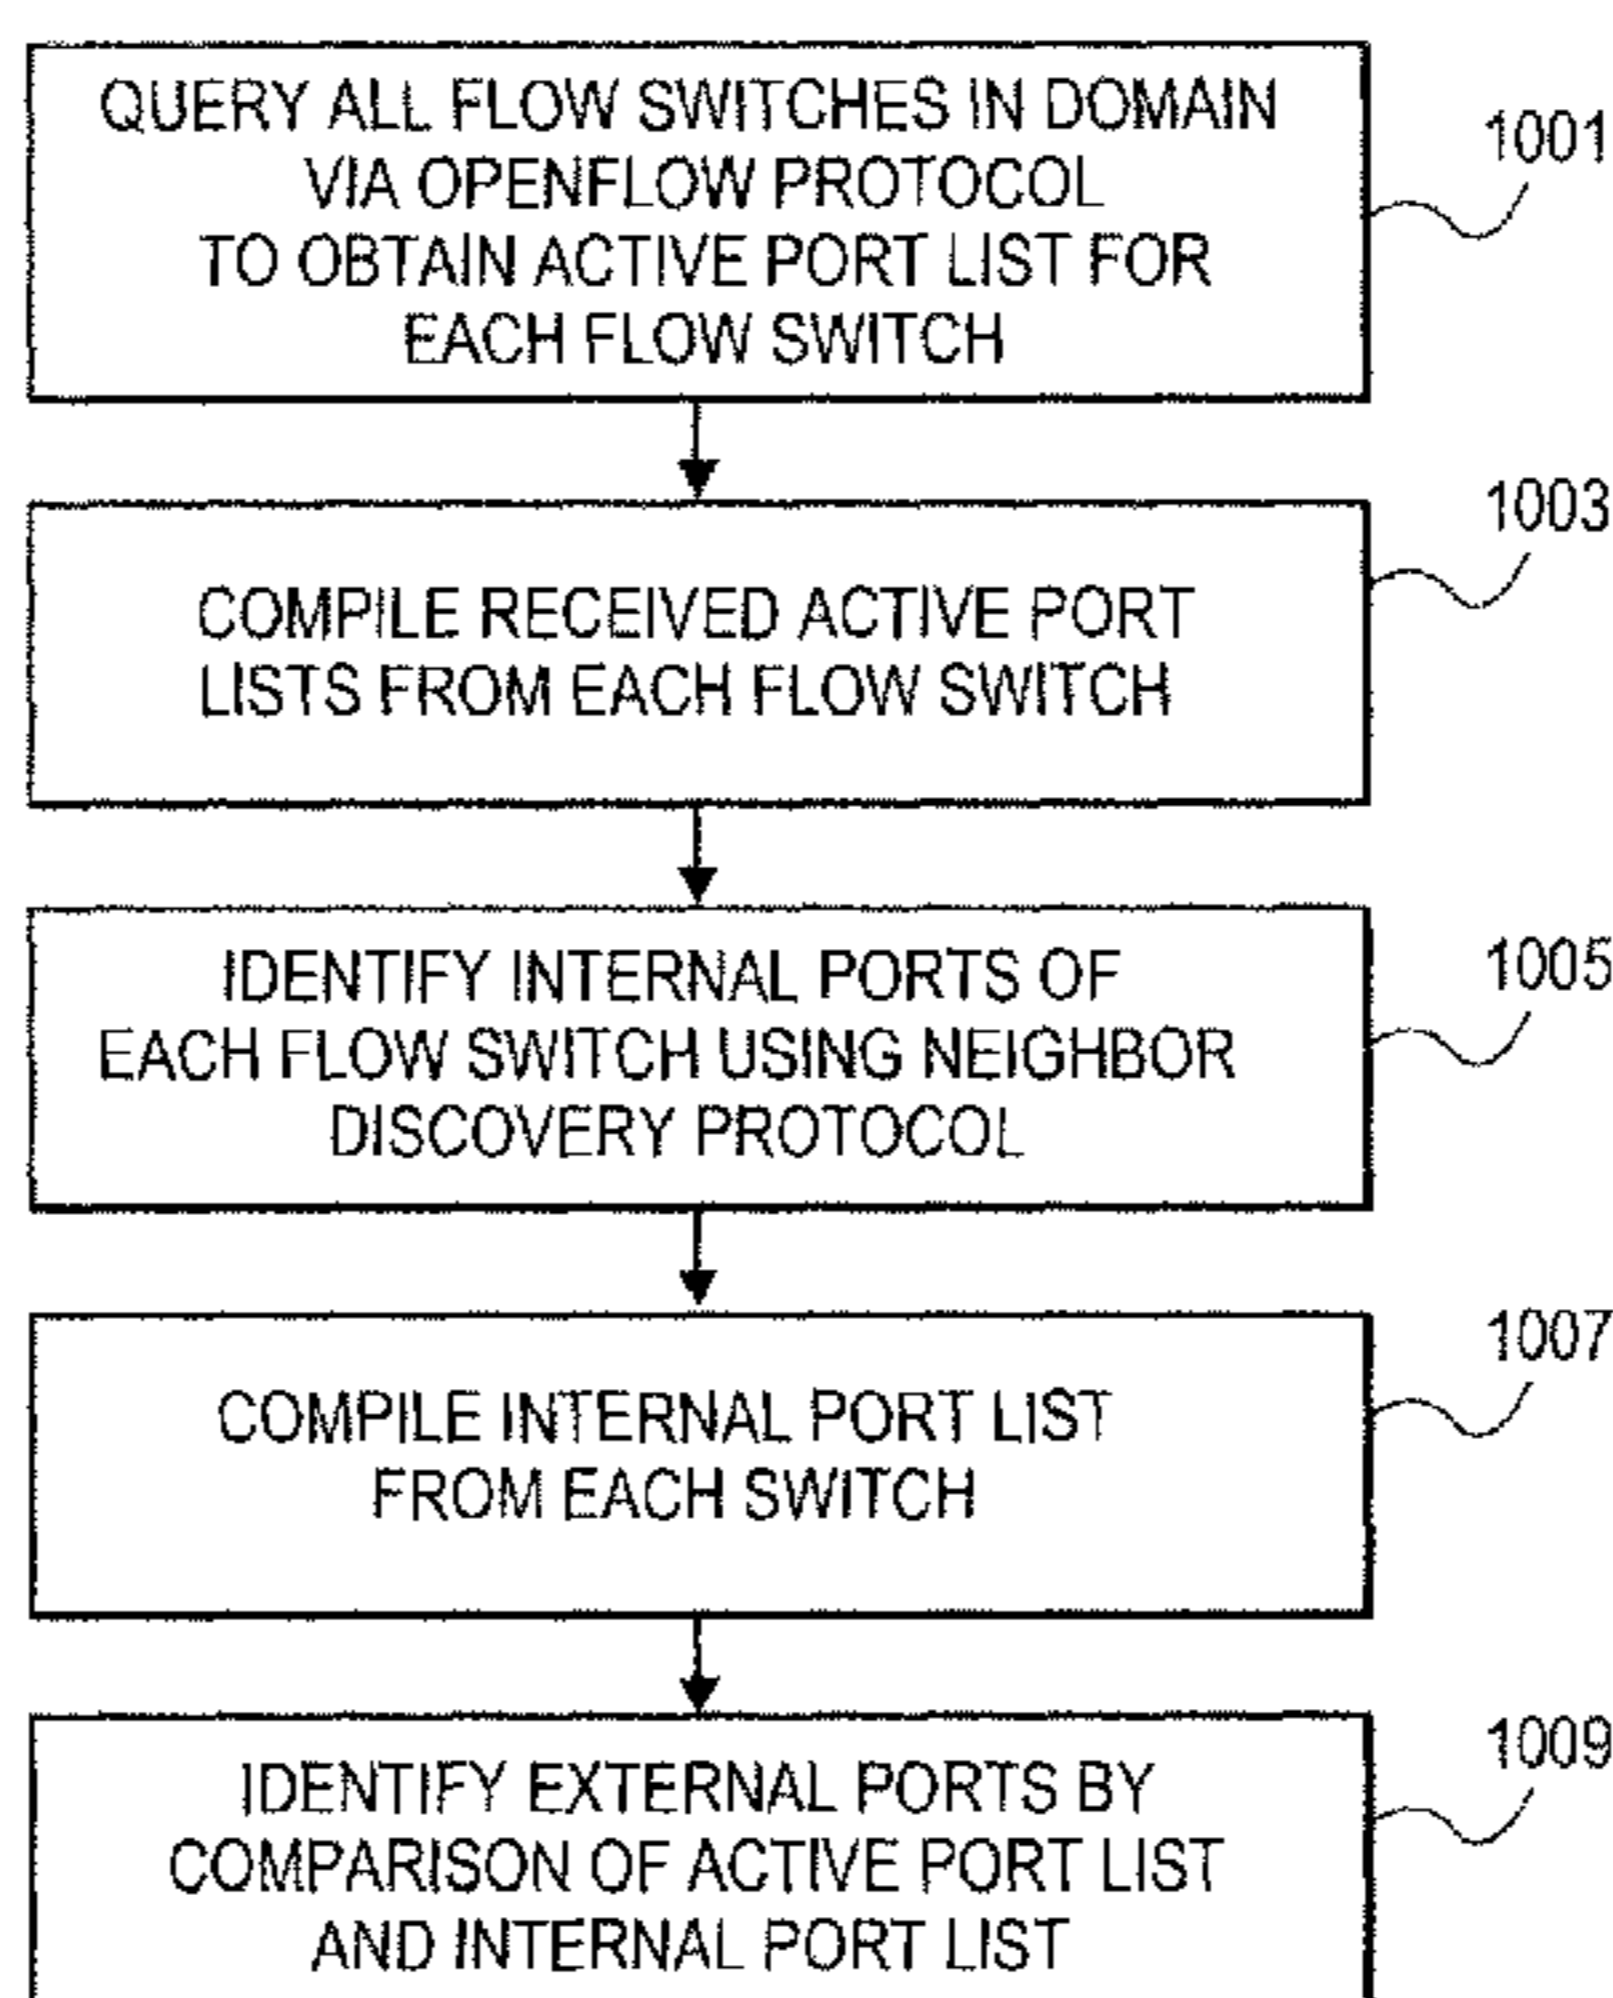 QUERY ALL FLOW SWITCHES IN DOMAIN
VIA OPENFLOW PROTOCOL
TO OBTAIN ACTIVE PORT LIST FOR
EACH FLOW SWITCH
1001
COMPILE RECEIVED ACTIVE PORT
LISTS FROM EACH FLOW SWITCH
1003
IDENTIFY INTERNAL PORTS OF
EACH FLOW SWITCH USING NEIGHBOR
DISCOVERY PROTOCOL
1005
COMPILE INTERNAL PORT LIST
FROM EACH SWITCH
1007
IDENTIFY EXTERNAL PORTS BY
COMPARISON OF ACTIVE PORT LIST
AND INTERNAL PORT LIST
1009